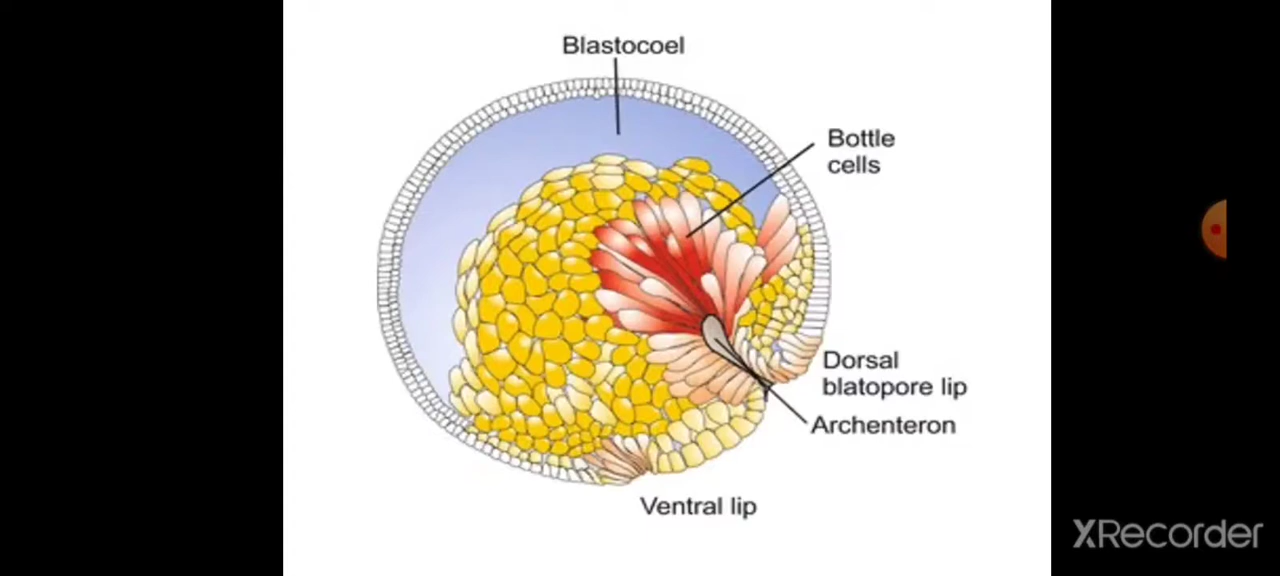 Blastocoel
Bottle
cells
Dorsal
blatopore lip
Archenteron
Ventral lip
XRecorder